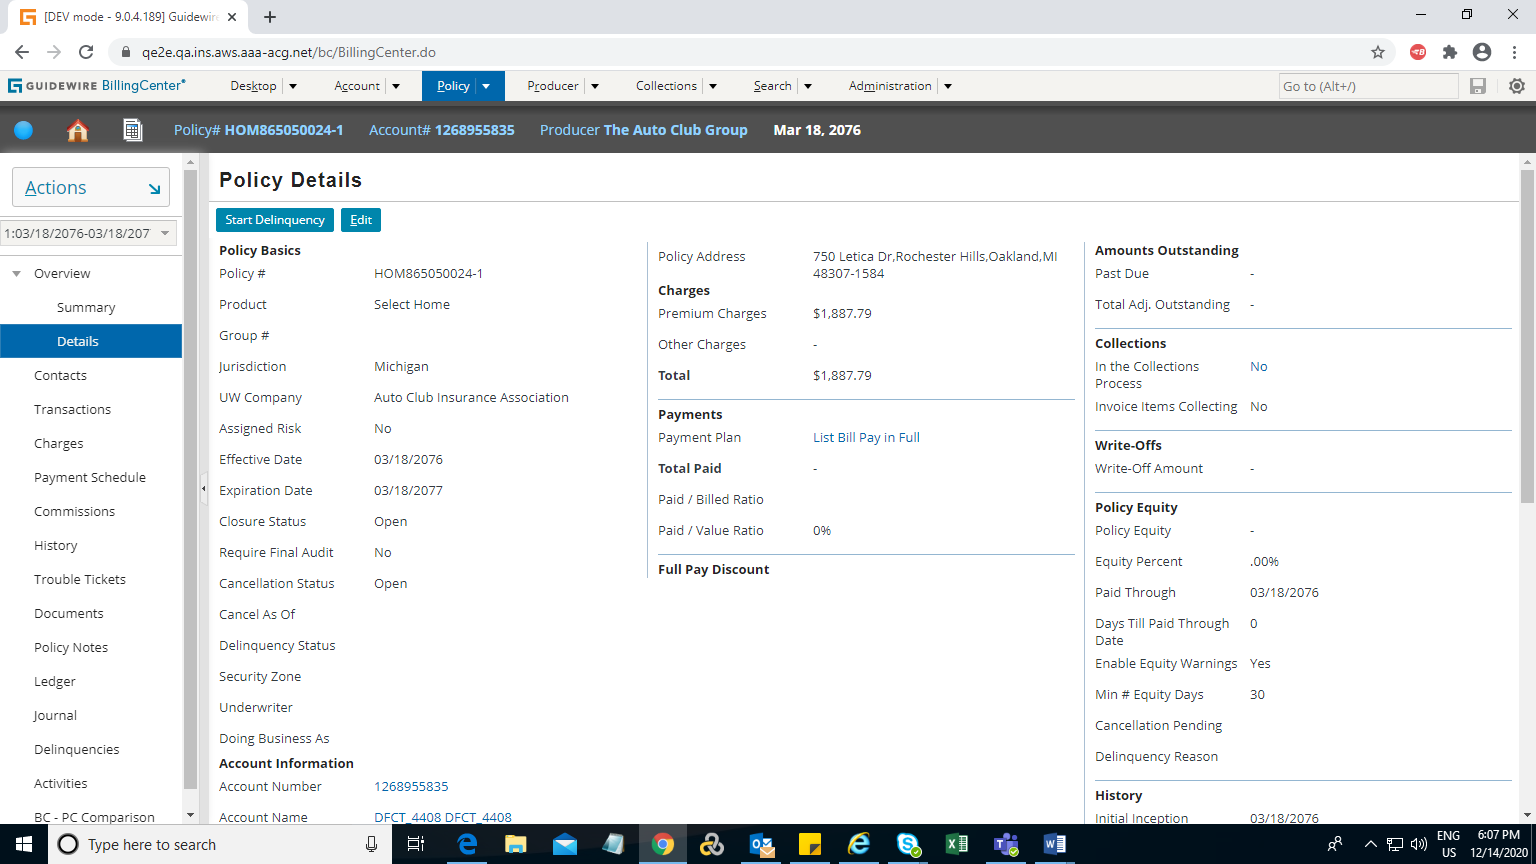 [DEV mode - 9.0.4.189] Guidewire
qe2e.qa.ins.aws.aaa-acg.net/bc/BillingCenter.do
GUIDEWIRE BillingCenter
Desktop
Account
Policy
Producer
Collections
Search
Administration
Go to (Alt+/)
Policy# HOM865050024-1
Account# 1268955835
Producer The Auto Club Group
Mar 18, 2076
Actions
1:03/18/2076-03/18/207
Overview
Summary
Details
Contacts
Transactions
Charges
Payment Schedule
Commissions
History
Trouble Tickets
Documents
Policy Notes
Ledger
Journal
Delinquencies
Activities
BC - PC Comparison
Policy Details
Start Delinquency
Edit
Policy Basics
Policy # HOM865050024-1
Product Select Home
Group #
Jurisdiction Michigan
UW Company Auto Club Insurance Association
Assigned Risk No
Effective Date 03/18/2076
Expiration Date 03/18/2077
Closure Status Open
Require Final Audit No
Cancellation Status Open
Cancel As Of
Delinquency Status
Security Zone
Underwriter
Doing Business As
Account Information
Account Number 1268955835
Account Name DFCT_4408 DFCT_4408
Policy Address 750 Letica Dr,Rochester Hills,Oakland,MI
48307-1584
Charges
Premium Charges $1,887.79
Other Charges -
Total $1,887.79
Payments
Payment Plan List Bill Pay in Full
Total Paid -
Paid / Billed Ratio
Paid / Value Ratio 0%
Full Pay Discount
Amounts Outstanding
Past Due -
Total Adj. Outstanding -
Collections
In the Collections No
Process
Invoice Items Collecting No
Write-Offs
Write-Off Amount -
Policy Equity
Policy Equity -
Equity Percent .00%
Paid Through 03/18/2076
Days Till Paid Through 0
Date
Enable Equity Warnings Yes
Min # Equity Days 30
Cancellation Pending
Delinquency Reason
History
Initial Inception 03/18/2076
Type here to search
ENG
US
6:07 PM
12/14/2020